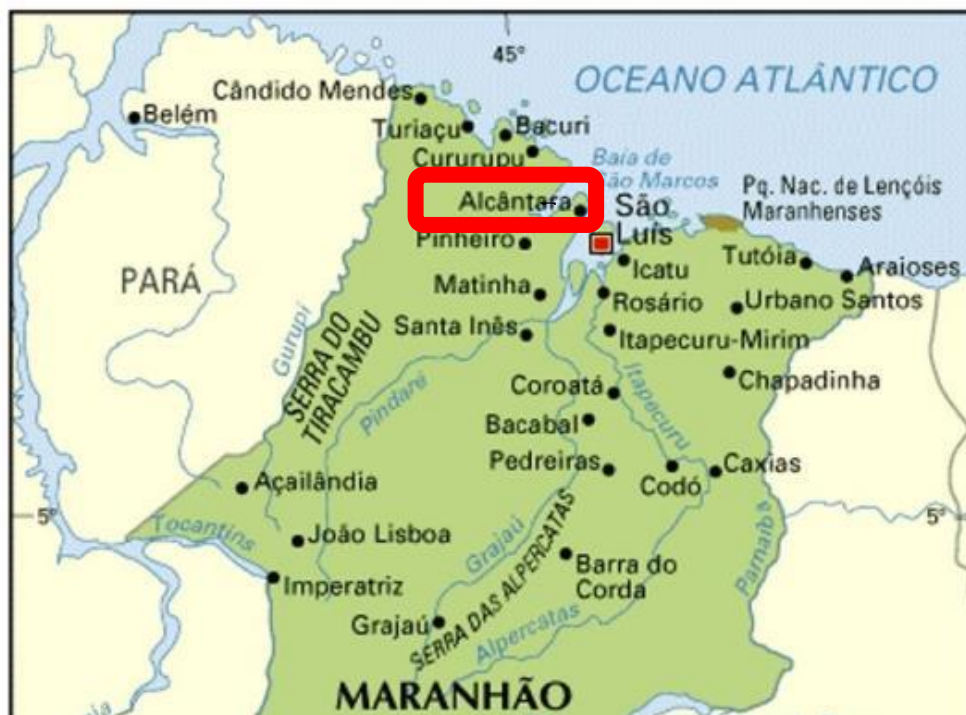 45°
OCEANO ATLÂNTICO
Cândido Mendes
Belém
Turiaçu
Bacuri
Cururupu
Baía de
São Marcos
Alcântara
São
Luís
Pq. Nac. de Lençóis
Maranhenses
Pinheiro
Icatu
Tutóia
Araioses
PARÁ
Matinha
Rosário
Urbano Santos
Santa Inês
Itapecuru-Mirim
Gurupi
SERRA DO
TIRACAMBU
Pindaré
Coroatá
Itapecuru
Chapadinha
Bacabal
Pedreiras
Codó
Caxias
Açailândia
5°
5°
Tocantins
João Lisboa
Grajaú
SERRA DAS ALPERCATAS
Barra do
Corda
Parnaíba
Imperatriz
Grajaú
Alpercatas
MARANHÃO